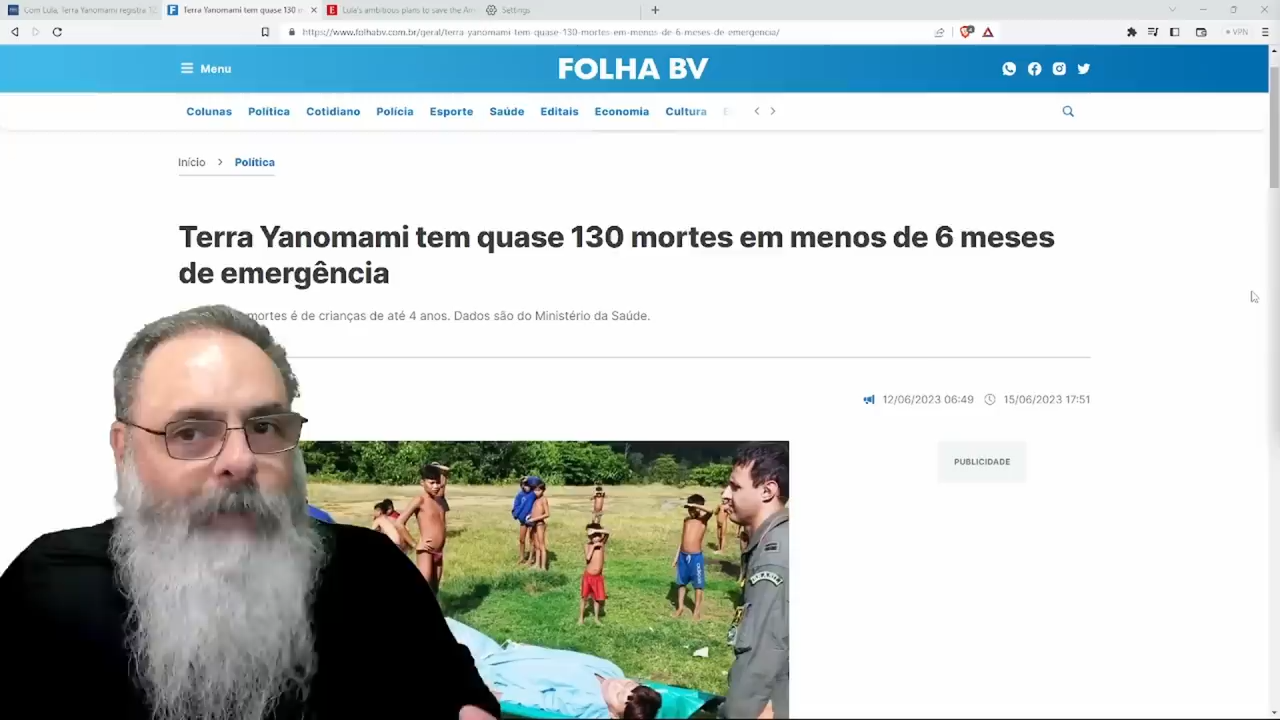 Com Lula, Terra Yanomami registra
Terra Yanomami tem quase 130 m
Lula's ambitious plans to save the
Settings
https://www.folhabv.com.br/geral/terra-yanomami-tem-quase-130-mortes-em-menos-de-6-meses-de-emergencia/
VPN
Menu
FOLHA BV
Colunas Política Cotidiano Polícia Esporte Saúde Editais Economia Cultura
Início > Política
Terra Yanomami tem quase 130 mortes em menos de 6 meses
de emergência
mortes é de crianças de até 4 anos. Dados são do Ministério da Saúde.
12/06/2023 06:49 15/06/2023 17:51
PUBLICIDADE